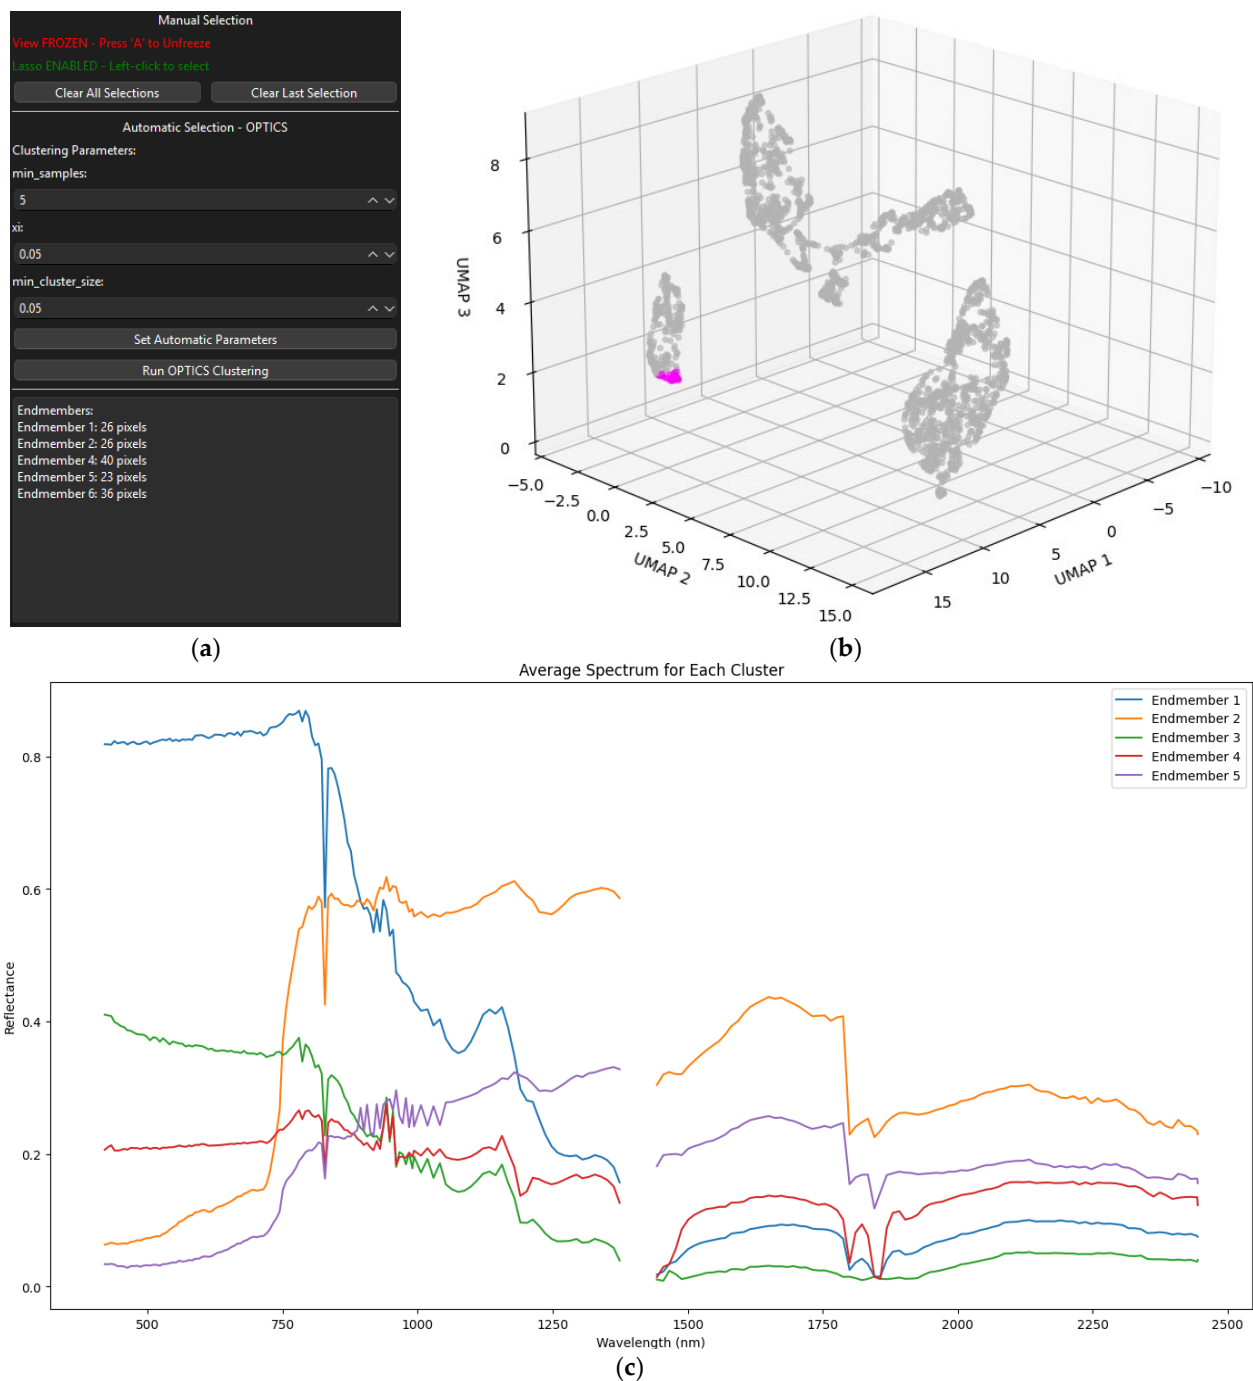 Manual Selection
View FROZEN - Press 'A' to Unfreeze
Lasso ENABLED - Left-click to select
Clear All Selections
Clear Last Selection
Automatic Selection - OPTICS
Clustering Parameters:
min_samples:
5
xi:
0.05
min_cluster_size:
0.05
Set Automatic Parameters
Run OPTICS Clustering
Endmembers:
Endmember 1: 26 pixels
Endmember 2: 26 pixels
Endmember 4: 40 pixels
Endmember 5: 23 pixels
Endmember 6: 36 pixels
(a)
8
6
4
2
0
UMAP 3
−5.0
−2.5
0.0
2.5
5.0
7.5
10.0
12.5
15.0
UMAP 2
15
10
5
0
−5
−10
UMAP 1
(b)
Average Spectrum for Each Cluster
Endmember 1
Endmember 2
Endmember 3
Endmember 4
Endmember 5
0.8
0.6
0.4
0.2
0.0
Reflectance
500
750
1000
1250
1500
1750
2000
2250
2500
Wavelength (nm)
(c)